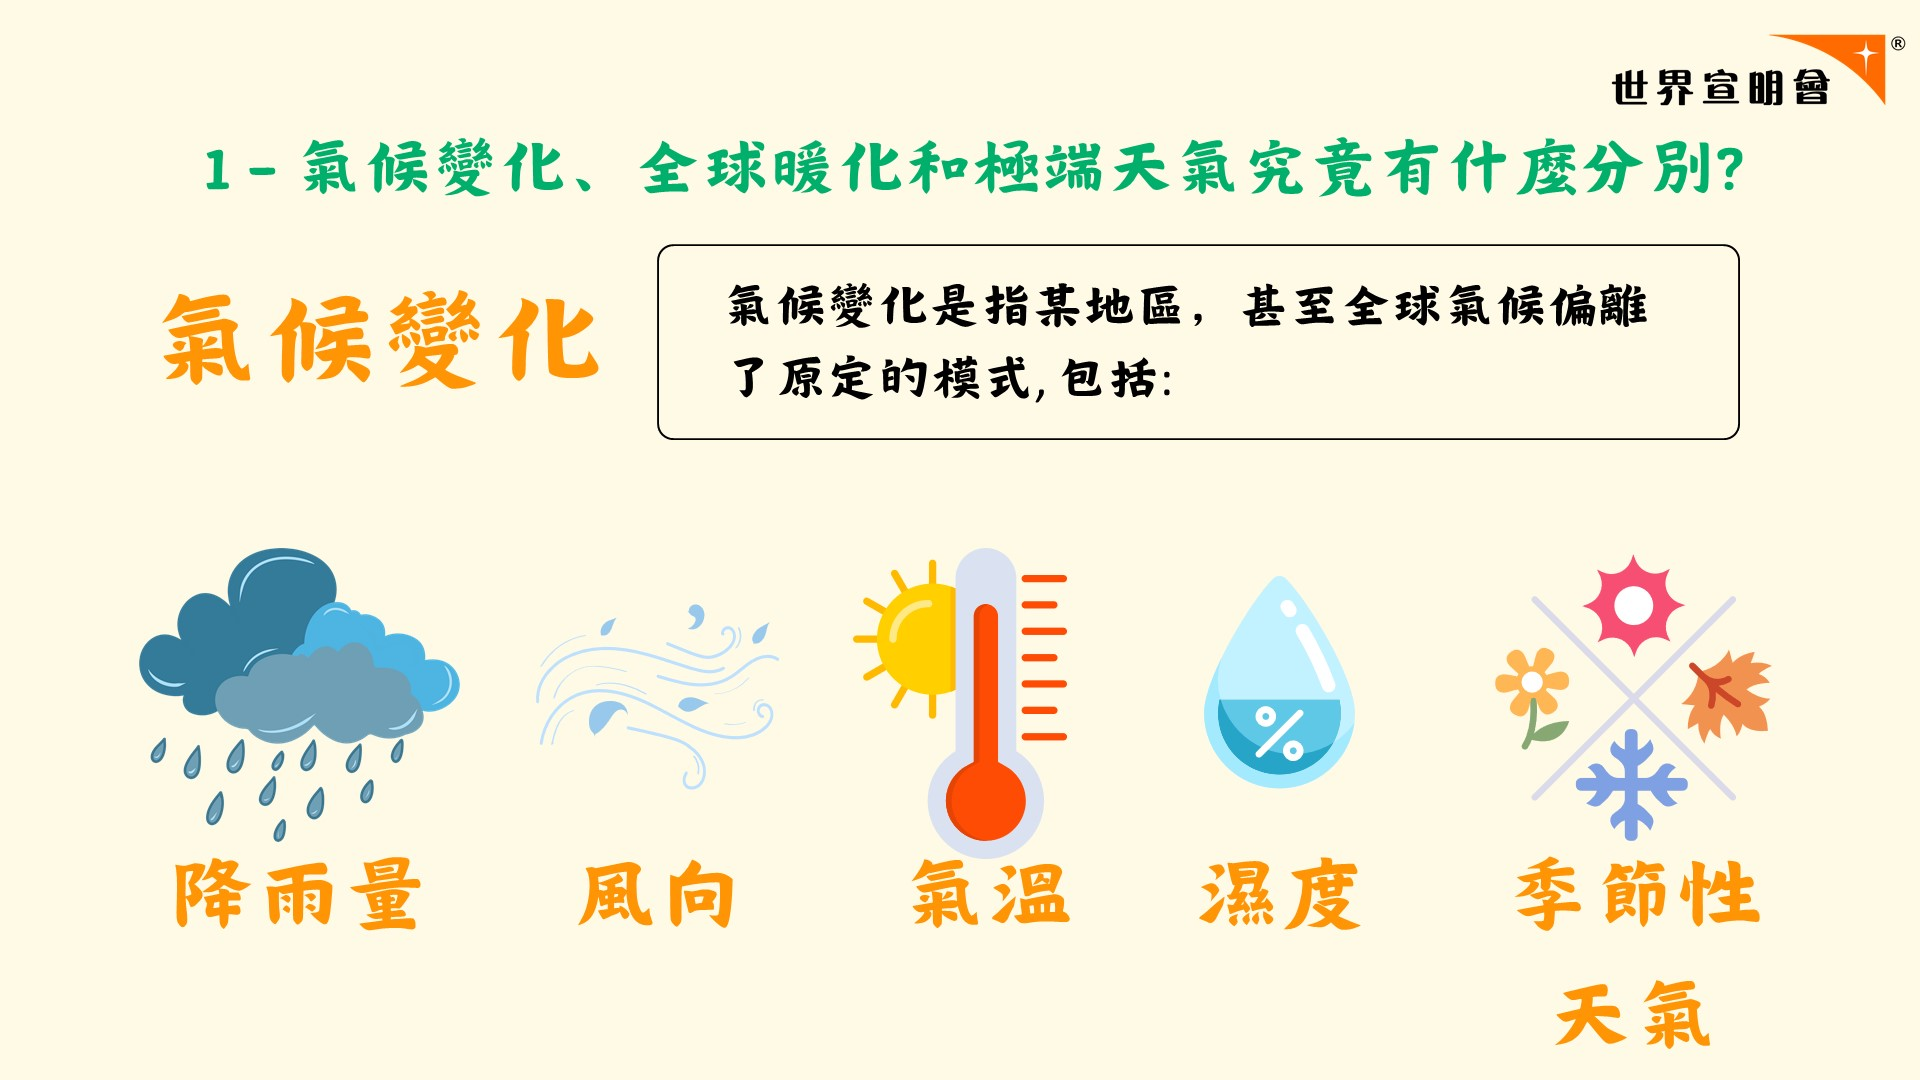 世界宣明會®
1 - 氣候變化、全球暖化和極端天氣究竟有什麼分別?
氣候變化
氣候變化是指某地區，甚至全球氣候偏離
了原定的模式, 包括:
%
降雨量
風向
氣溫
濕度
季節性
天氣